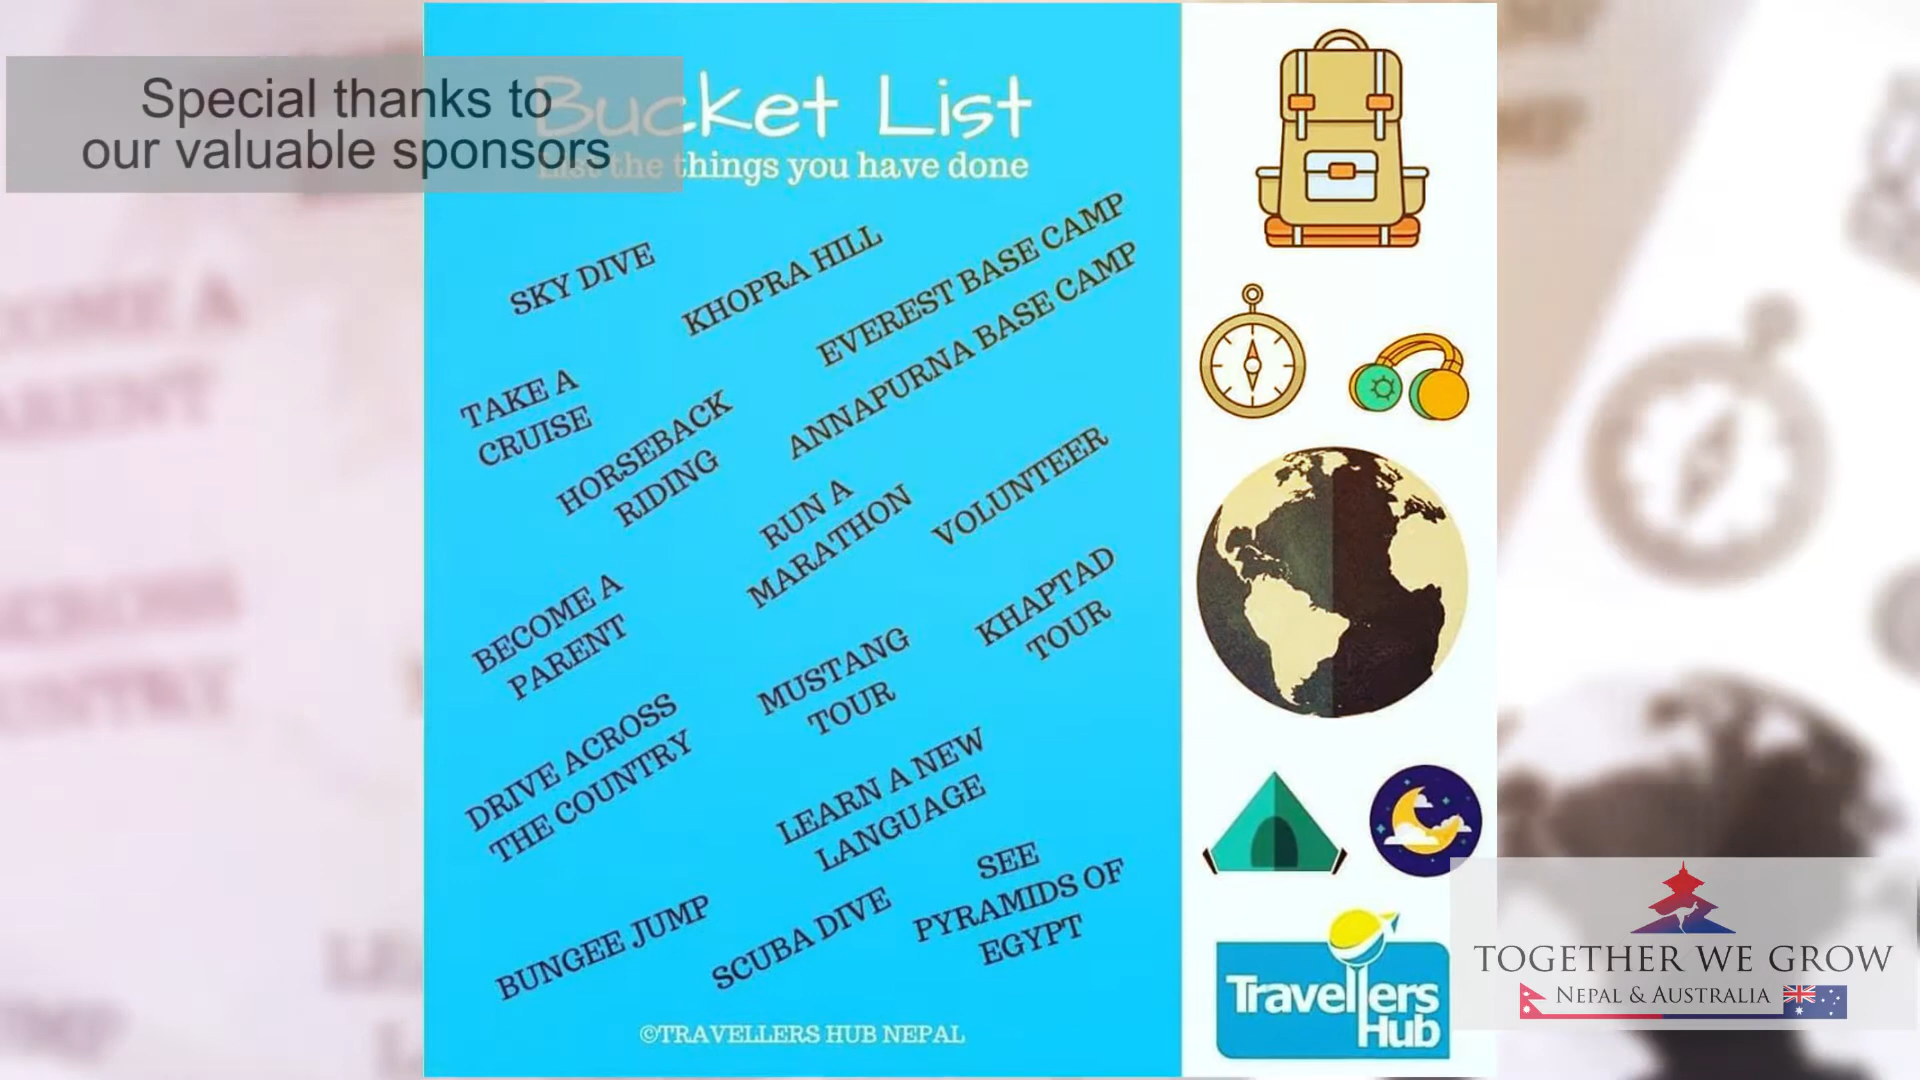 Special thanks to
our valuable sponsors
Bucket List
List the things you have done
SKY DIVE
KHOPRA HILL
EVEREST BASE CAMP
ANNAPURNA BASE CAMP
TAKE A
CRUISE
HORSEBACK
RIDING
RUN A
MARATHON
VOLUNTEER
BECOME A
PARENT
MUSTANG
TOUR
KHAPTAD
TOUR
DRIVE ACROSS
THE COUNTRY
LEARN A NEW
LANGUAGE
SEE
PYRAMIDS OF
EGYPT
BUNGEE JUMP
SCUBA DIVE
©TRAVELLERS HUB NEPAL
Travellers
Hub
TOGETHER WE GROW
NEPAL & AUSTRALIA